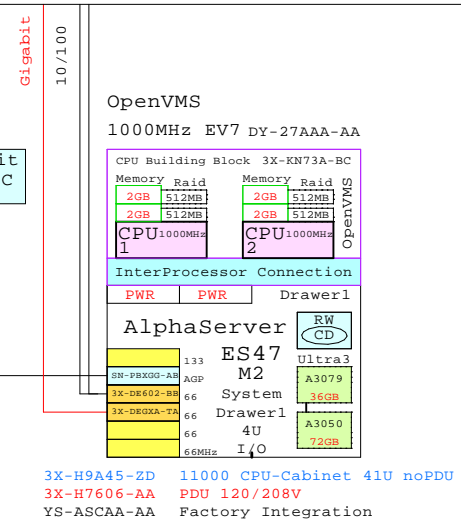 Gigabit
10/100
it
C
OpenVMS
1000MHz EV7 DY-27AAA-AA
CPU Building Block 3X-KN73A-BC
Memory Raid Memory Raid
2GB 512MB 2GB 512MB
2GB 512MB 2GB 512MB
CPU 1000MHz CPU 1000MHz
1 2
OpenVMS
InterProcessor Connection
PWR PWR Drawer1
AlphaServer
RW
CD
ES47
M2
System
Drawer1
4U
I/O
133
SN-PBXGG-AB AGP
3X-DE602-BB 66
3X-DEGXA-TA 66
66
66MHz
Ultra3
A3079
36GB
A3050
72GB
3X-H9A45-ZD 11000 CPU-Cabinet 41U noPDU
3X-H7606-AA PDU 120/208V
YS-ASCAA-AA Factory Integration